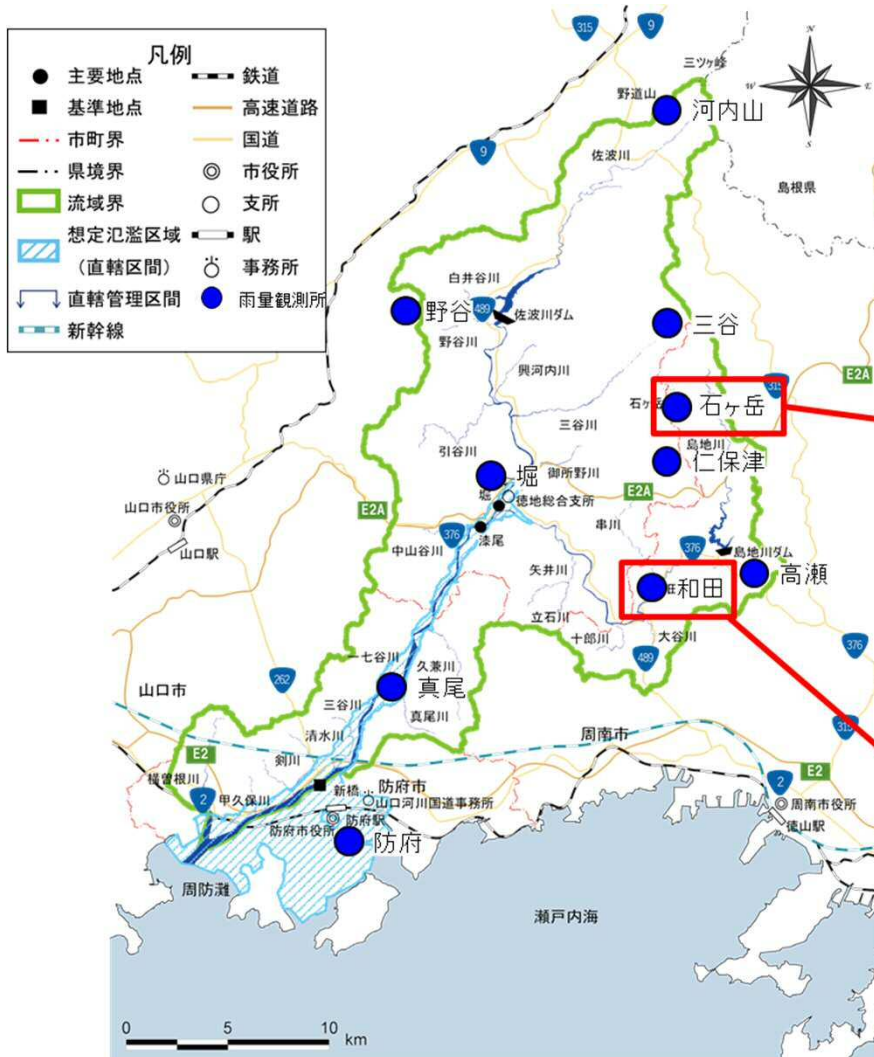 凡例
主要地点
鉄道
基準地点
高速道路
市町界
国道
県境界
市役所
流域界
支所
想定氾濫区域
（直轄区間）
駅
事務所
直轄管理区間
雨量観測所
新幹線
315
9
N
W
E
S
三ツヶ峰
野道山
河内山
9
佐波川
島根県
白井谷川
489
佐波川ダム
野谷
野谷川
三谷
興河内川
E2A
315
石ヶ岳
石ヶ岳
三谷川
島地川
引谷川
堀
御所野川
仁保津
山口県庁
E2A
堀
徳地総合支所
E2A
山口市役所
串川
山口駅
376
漆尾
中山谷川
376
島地川ダム
矢井川
高瀬
和田
立石川
十郎川
大谷川
489
376
一七谷川
久兼川
262
真尾
山口市
三谷川
真尾川
清水川
周南市
315
E2
剣川
横曽根川
新橋
防府市
E2
2
甲久保川
山口河川国道事務所
2
防府駅
防府市役所
周南市役所
徳山駅
防府
周防灘
瀬戸内海
0
5
10
km